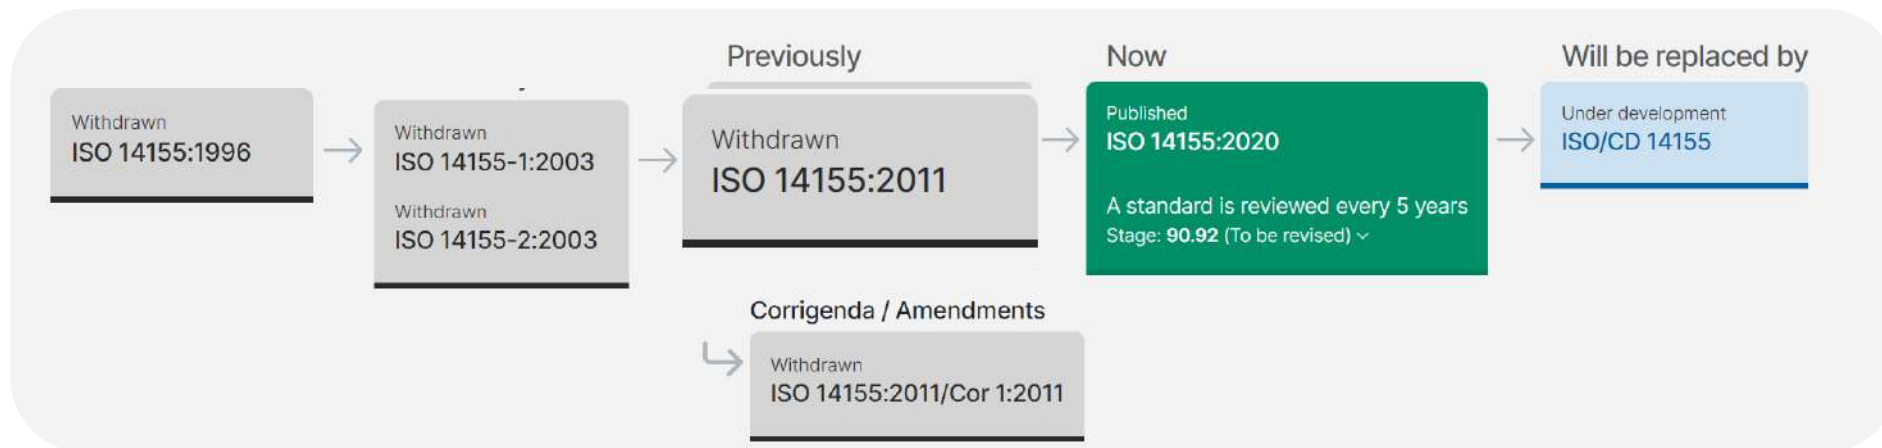 Previously
Now
Will be replaced by
Withdrawn
ISO 14155:1996
Withdrawn
ISO 14155-1:2003
Withdrawn
ISO 14155-2:2003
Withdrawn
ISO 14155:2011
Published
ISO 14155:2020
A standard is reviewed every 5 years
Stage: 90.92 (To be revised)
Under development
ISO/CD 14155
Corrigenda / Amendments
Withdrawn
ISO 14155:2011/Cor 1:2011